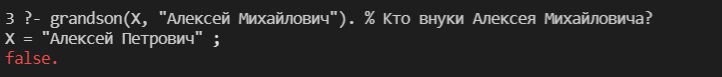 3 ?- grandson(X, "Алексей Михайлович"). % Кто внуки Алексея Михайловича?
X = "Алексей Петрович" ;
false.